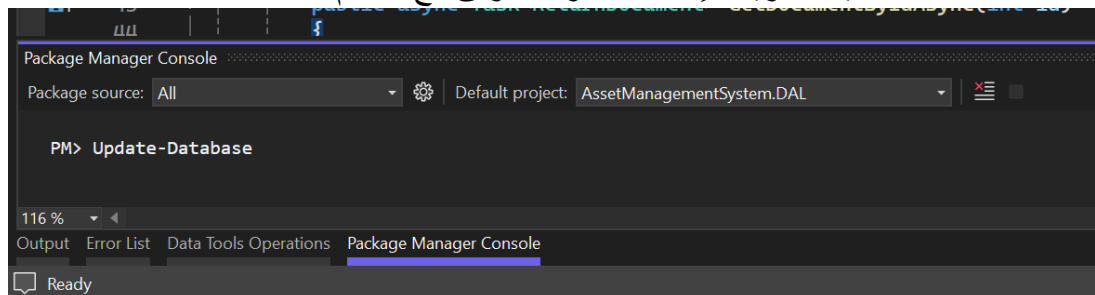 {
Package Manager Console
Package source: All Default project: AssetManagementSystem.DAL
PM> Update-Database
116 %
Output Error List Data Tools Operations Package Manager Console
Ready